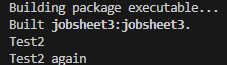 Building package executable...
Built jobsheet3:jobsheet3.
Test2
Test2 again